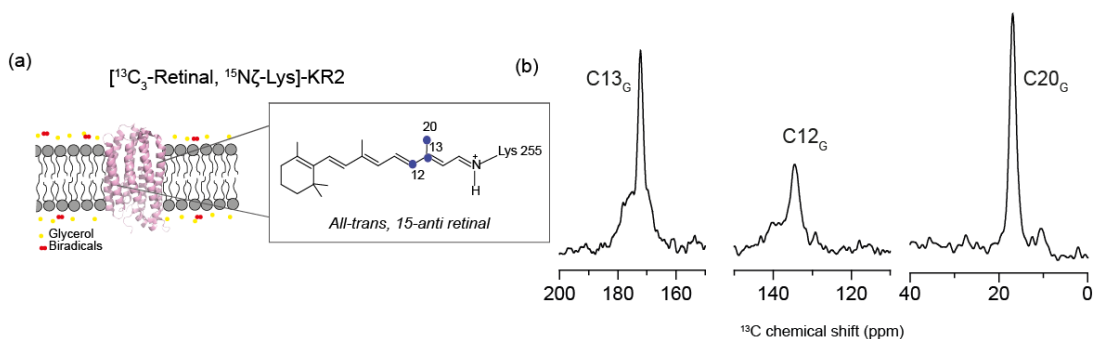 (a)
[¹³C₃-Retinal, ¹⁵Nζ-Lys]-KR2
Glycerol
Biradicals
20
13
12
N
+
H
Lys 255
All-trans, 15-anti retinal
(b)
C13G
C12G
C20G
200 180 160
140 120
40 20 0
¹³C chemical shift (ppm)